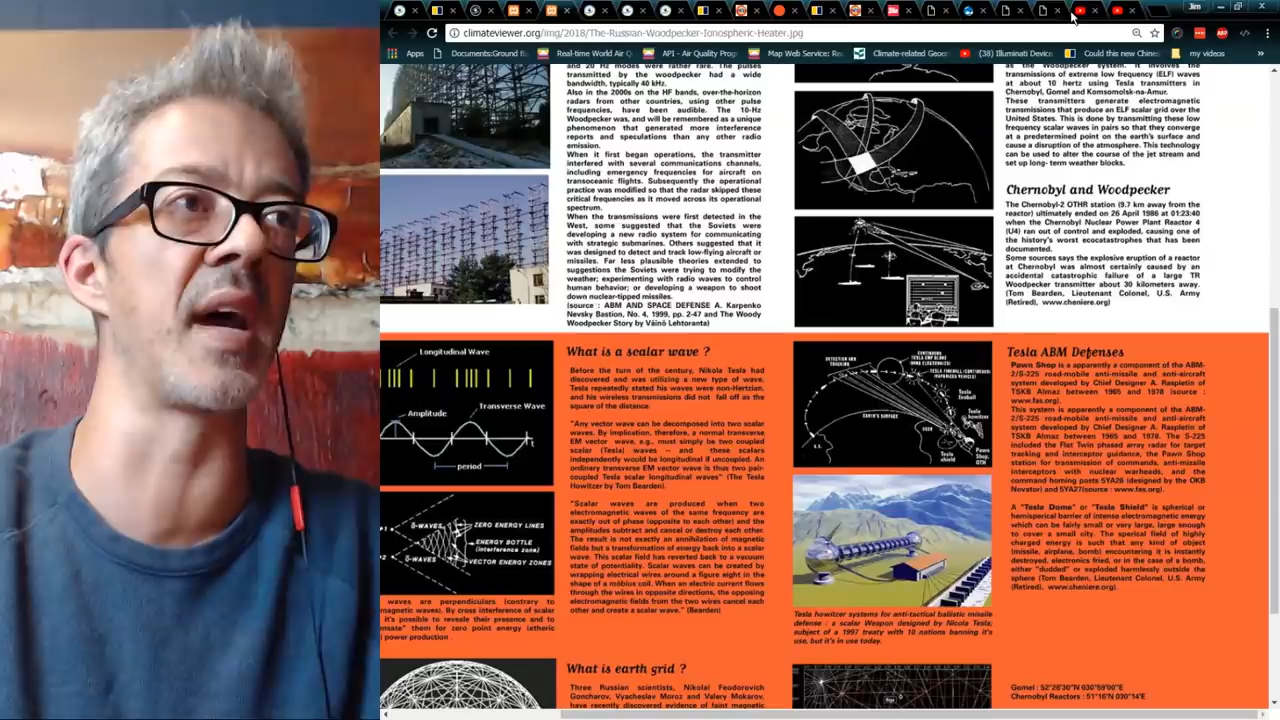 Jim
climateviewer.org/img/2018/The-Russian-Woodpecker-Ionospheric-Heater.jpg
Apps
Documents:Ground B
Real-time World Air Q
API - Air Quality Prog
Map Web Service: Re
Climate-related Geoer
(38) Illuminati Device
Could this new Chines
my videos
and 20 Hz modes were rather rare. The pulses
transmitted by the woodpecker had a wide
bandwidth, typically 40 kHz.
Also in the 2000s on the HF bands, over-the-horizon
radars from other countries, using other pulse
frequencies, have been audible. The 10-Hz
Woodpecker was, and will be remembered as a unique
phenomenon that generated more interference
reports and speculations than any other radio
emission.
When it first began operations, the transmitter
interfered with several communications channels,
including emergency frequencies for aircraft on
transoceanic flights. Subsequently the operational
practice was modified so that the radar skipped these
critical frequencies as it moved across its operational
spectrum.
When the transmissions were first detected in the
West, some suggested that the Soviets were
developing a new radio system for communicating
with strategic submarines. Others suggested that it
was designed to detect and track low-flying aircraft or
missiles. Far less plausible theories extended to
suggestions the Soviets were trying to modify the
weather; experimenting with radio waves to control
human behavior; or developing a weapon to shoot
down nuclear-tipped missiles.
(source : ABM AND SPACE DEFENSE A. Karpenko
Nevsky Bastion, No. 4, 1999, pp. 2-47 and The Woody
Woodpecker Story by Väinö Lehtoranta)
as the Woodpecker system. It involves the
transmissions of extreme low frequency (ELF) waves
at about 10 hertz using Tesla transmitters in
Chernobyl, Gomel and Komsomolsk-na-Amur.
These transmitters generate electromagnetic
transmissions that produce an ELF scalar grid over the
United States. This is done by transmitting these low
frequency scalar waves in pairs so that they converge
at a predetermined point on the earth's surface and
cause a disruption of the atmosphere. This technology
can be used to alter the course of the jet stream and
set up long- term weather blocks.
Chernobyl and Woodpecker
The Chernobyl-2 OTHR station (9.7 km away from the
reactor) ultimately ended on 26 April 1986 at 01:23:40
when the Chernobyl Nuclear Power Plant Reactor 4
(U4) ran out of control and exploded, causing one of
the history's worst ecocatastrophes that has been
documented.
Some sources says the explosive eruption of a reactor
at Chernobyl was almost certainly caused by an
accidental catastrophic failure of a large TR
Woodpecker transmitter about 30 kilometers away.
(Tom Bearden, Lieutenant Colonel, U.S. Army
(Retired), www.cheniere.org)
Longitudinal Wave
Amplitude
Transverse Wave
t
period
ZERO ENERGY LINES
ENERGY BOTTLE
(interference zone)
VECTOR ENERGY ZONES
waves are perpendiculars (contrary to
magnetic waves). By cross interference of scalar
it's possible to reveale their presence and to
ensate" them for zero point energy (etheric
power production
What is a scalar wave ?
Before the turn of the century, Nikola Tesla had
discovered and was utilizing a new type of wave.
Tesla repeatedly stated his waves were non-Hertzian,
and his wireless transmissions did not fall off as the
square of the distance.
"Any vector wave can be decomposed into two scalar
waves. By implication, therefore, a normal transverse
EM vector wave, e.g., must simply be two coupled
scalar (Tesla) waves -- and these scalars
independently would be longitudinal if uncoupled. An
ordinary transverse EM vector wave is thus two pair-
coupled Tesla scalar longitudinal waves" (The Tesla
Howitzer by Tom Bearden).
"Scalar waves are produced when two
electromagnetic waves of the same frequency are
exactly out of phase (opposite to each other) and the
amplitudes subtract and cancel or destroy each other.
The result is not exactly an annihilation of magnetic
fields but a transformation of energy back into a scalar
wave. This scalar field has reverted back to a vacuum
state of potentiality. Scalar waves can be created by
wrapping electrical wires around a figure eight in the
shape of a möbius coil. When an electric current flows
through the wires in opposite directions, the opposing
electromagnetic fields from the two wires cancel each
other and create a scalar wave." (Bearden)
What is earth grid ?
Three Russian scientists, Nikolai Feodorovich
Goncharov, Vyacheslav Moroz and Valery Makarov,
have recently discovered evidence of faint magnetic
DETECTION AND
TRACKING
EARTH'S SURFACE
Tesla
fireball
Tesla
howitzer
Tesla
shield
Pawn
Shop,
Tesla howitzer systems for anti-tactical ballistic missile
defense : a scalar Weapon designed by Nicola Tesla;
subject of a 1997 treaty with 10 nations banning it's
use, but it's in use today.
Tesla ABM Defenses
Pawn Shop is apparently a component of the ABM-
2/S-225 road-mobile anti-missile and anti-aircraft
system developed by Chief Designer A. Raspletin of
TSKB Almaz between 1965 and 1978 (source :
www.fas.org).
This system is apparently a component of the ABM-
2/S-225 road-mobile anti-missile and anti-aircraft
system developed by Chief Designer A. Raspletin of
TSKB Almaz between 1965 and 1978. The S-225
included the Flat Twin phased array radar for target
tracking and interceptor guidance, the Pawn Shop
station for transmission of commands, anti-missile
interceptors with nuclear warheads, and the
command homing posts 5YA26 (designed by the OKB
Novator) and 5YA27(source : www.fas.org).
A "Tesla Dome" or "Tesla Shield" is spherical or
hemisperical barrier of intense electromagnetic energy
which can be fairly small or very large, large enough
to cover a small city. The sperical field of highly
charged energy is such that any kind of object
(missile, airplane, bomb) encountering it is instantly
destroyed, electronics fried, or in the case of a bomb,
either "dudded" or exploded harmlessly outside the
sphere (Tom Bearden, Lieutenant Colonel, U.S. Army
(Retired), www.cheniere.org).
Gomel : 52°26'30"N 030°59'00"E
Chernobyl Reactors : 51°16'N 030°14'E